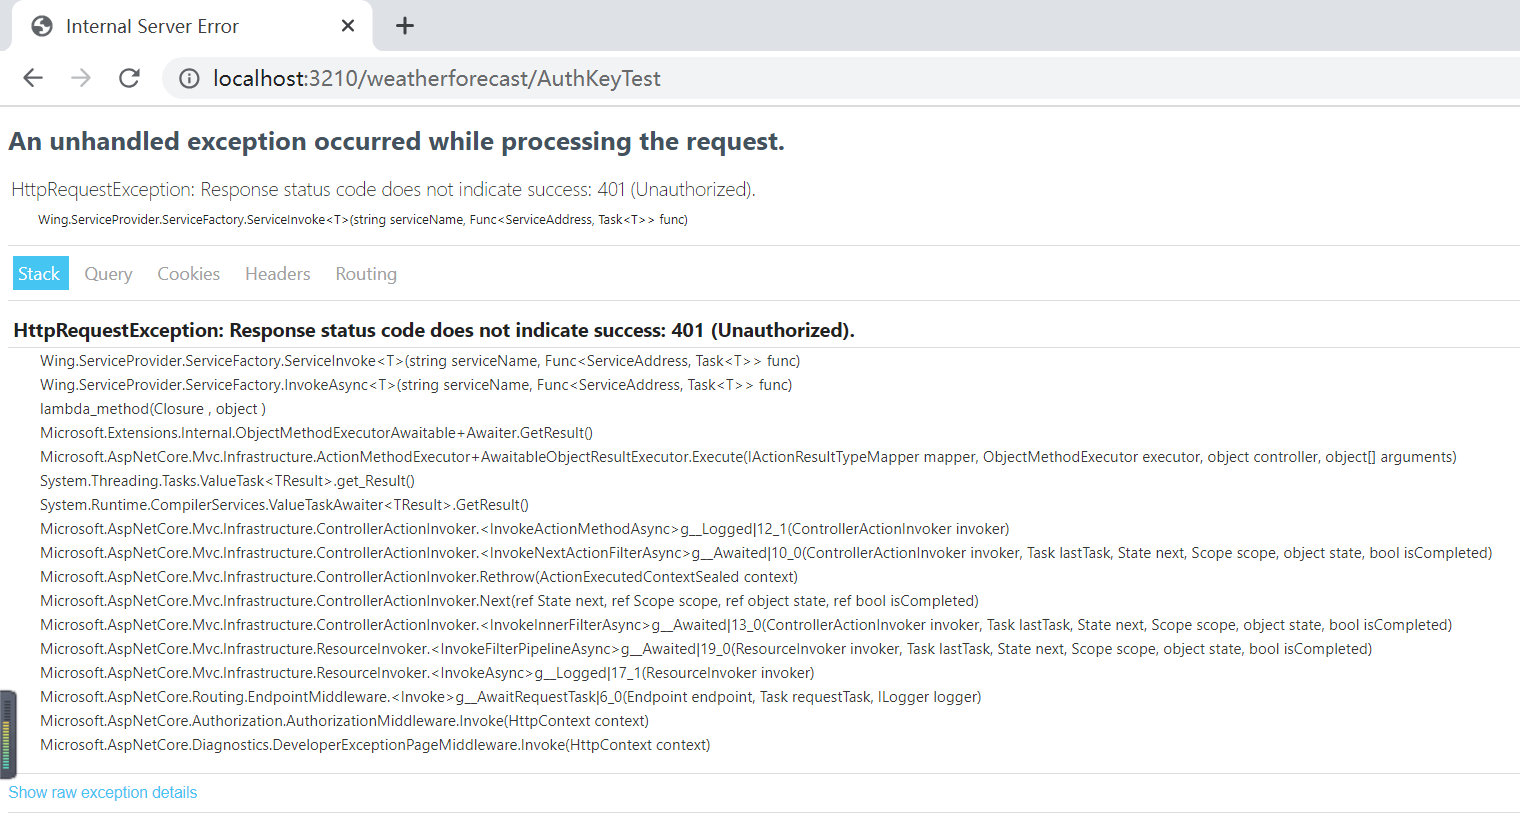 Internal Server Error
localhost:3210/weatherforecast/AuthKeyTest
An unhandled exception occurred while processing the request.
HttpRequestException: Response status code does not indicate success: 401 (Unauthorized).
Wing.ServiceProvider.ServiceFactory.ServiceInvoke<T>(string serviceName, Func<ServiceAddress, Task<T>> func)
Stack Query Cookies Headers Routing
HttpRequestException: Response status code does not indicate success: 401 (Unauthorized).
Wing.ServiceProvider.ServiceFactory.ServiceInvoke<T>(string serviceName, Func<ServiceAddress, Task<T>> func)
Wing.ServiceProvider.ServiceFactory.InvokeAsync<T>(string serviceName, Func<ServiceAddress, Task<T>> func)
lambda_method(Closure , object )
Microsoft.Extensions.Internal.ObjectMethodExecutorAwaitable+Awaiter.GetResult()
Microsoft.AspNetCore.Mvc.Infrastructure.ActionMethodExecutor+AwaitableObjectResultExecutor.Execute(IActionResultTypeMapper mapper, ObjectMethodExecutor executor, object controller, object[] arguments)
System.Threading.Tasks.ValueTask<TResult>.get_Result()
System.Runtime.CompilerServices.ValueTaskAwaiter<TResult>.GetResult()
Microsoft.AspNetCore.Mvc.Infrastructure.ControllerActionInvoker.<InvokeActionMethodAsync>g__Logged|12_1(ControllerActionInvoker invoker)
Microsoft.AspNetCore.Mvc.Infrastructure.ControllerActionInvoker.<InvokeNextActionFilterAsync>g__Awaited|10_0(ControllerActionInvoker invoker, Task lastTask, State next, Scope scope, object state, bool isCompleted)
Microsoft.AspNetCore.Mvc.Infrastructure.ControllerActionInvoker.Rethrow(ActionExecutedContextSealed context)
Microsoft.AspNetCore.Mvc.Infrastructure.ControllerActionInvoker.Next(ref State next, ref Scope scope, ref object state, ref bool isCompleted)
Microsoft.AspNetCore.Mvc.Infrastructure.ControllerActionInvoker.<InvokeInnerFilterAsync>g__Awaited|13_0(ControllerActionInvoker invoker, Task lastTask, State next, Scope scope, object state, bool isCompleted)
Microsoft.AspNetCore.Mvc.Infrastructure.ResourceInvoker.<InvokeFilterPipelineAsync>g__Awaited|19_0(ResourceInvoker invoker, Task lastTask, State next, Scope scope, object state, bool isCompleted)
Microsoft.AspNetCore.Mvc.Infrastructure.ResourceInvoker.<InvokeAsync>g__Logged|17_1(ResourceInvoker invoker)
Microsoft.AspNetCore.Routing.EndpointMiddleware.<Invoke>g__AwaitRequestTask|6_0(Endpoint endpoint, Task requestTask, ILogger logger)
Microsoft.AspNetCore.Authorization.AuthorizationMiddleware.Invoke(HttpContext context)
Microsoft.AspNetCore.Diagnostics.DeveloperExceptionPageMiddleware.Invoke(HttpContext context)
Show raw exception details